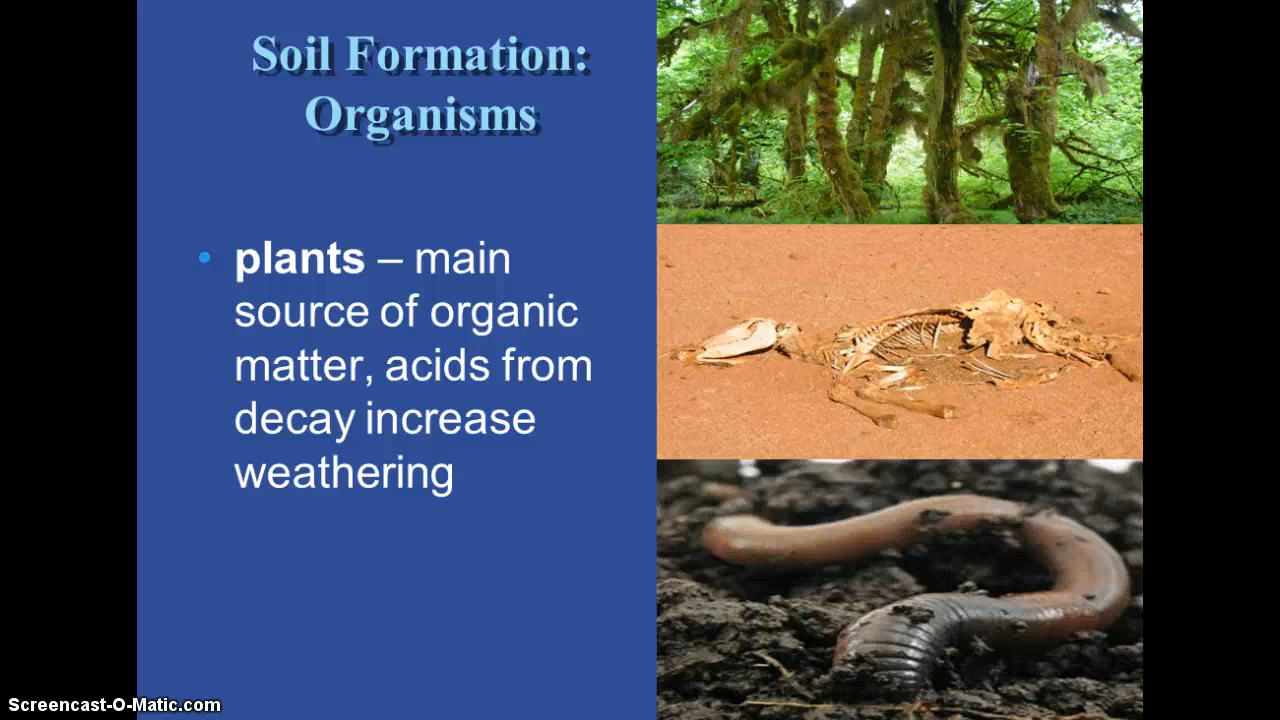 Soil Formation:
Organisms
• plants – main
source of organic
matter, acids from
decay increase
weathering
Screencast-O-Matic.com